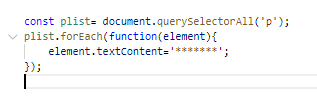 const plist= document.querySelectorAll('p');
plist.forEach(function(element){
    element.textContent='*******';
});